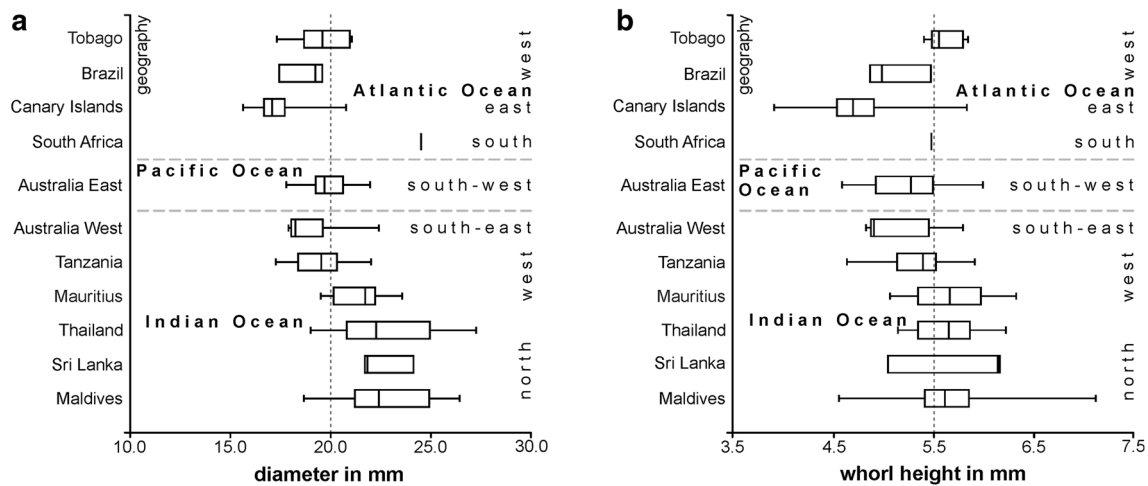 a
geography
Tobago
Brazil
Canary Islands
South Africa
Australia East
Australia West
Tanzania
Mauritius
Thailand
Sri Lanka
Maldives
west
Atlantic Ocean
east
south
Pacific Ocean
south-west
south-east
west
Indian Ocean
north
10.0 15.0 20.0 25.0 30.0
diameter in mm
b
geography
Tobago
Brazil
Canary Islands
South Africa
Australia East
Australia West
Tanzania
Mauritius
Thailand
Sri Lanka
Maldives
west
Atlantic Ocean
east
south
Pacific
Ocean
south-west
south-east
west
Indian Ocean
north
3.5 4.5 5.5 6.5 7.5
whorl height in mm